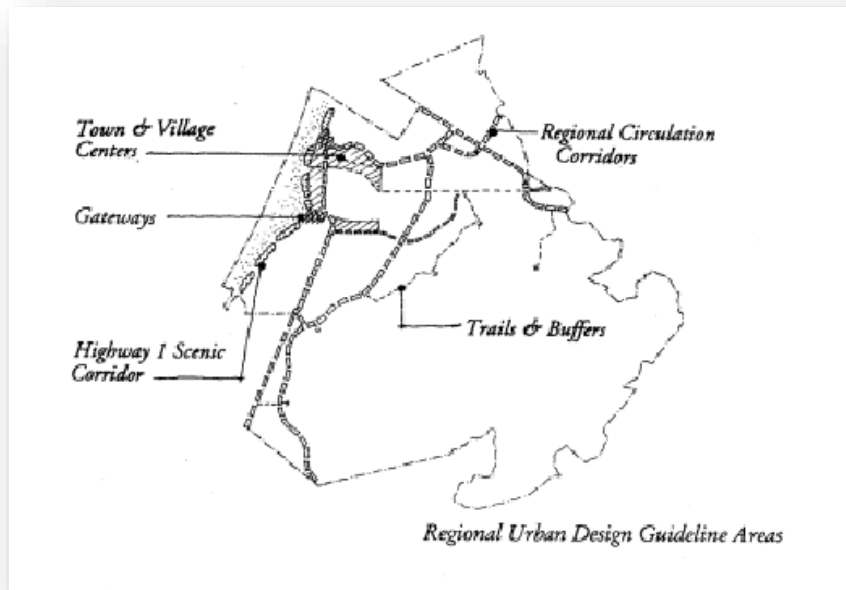 Town & Village
Centers
Regional Circulation
Corridors
Gateways
Trails & Buffers
Highway 1 Scenic
Corridor
Regional Urban Design Guideline Areas